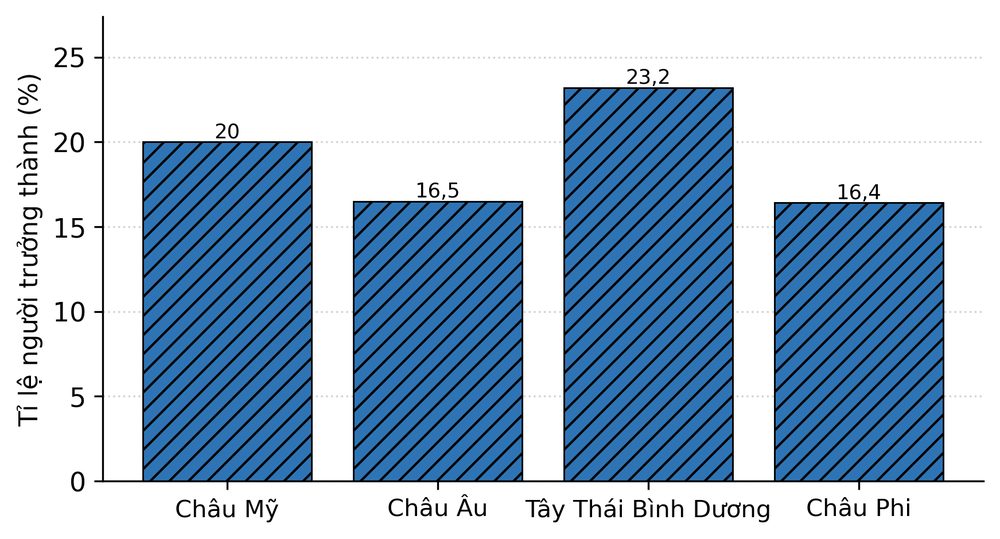 Tỉ lệ người trưởng thành (%)
25
20
15
10
5
0
20
16,5
23,2
16,4
Châu Mỹ
Châu Âu
Tây Thái Bình Dương
Châu Phi